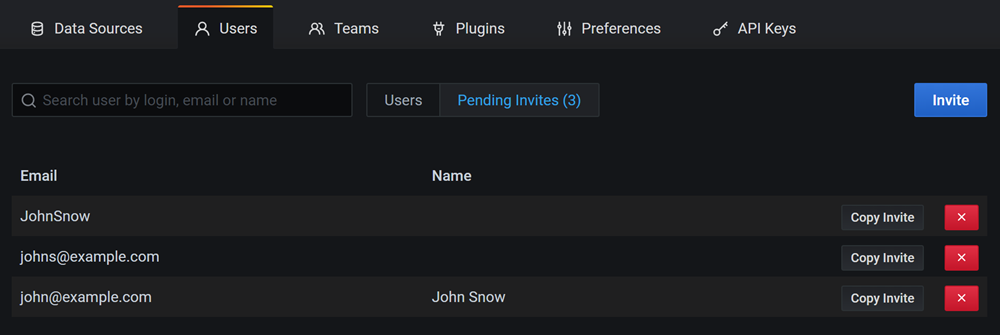 Data Sources Users Teams Plugins Preferences API Keys
Search user by login, email or name Users Pending Invites (3) Invite
Email Name
JohnSnow Copy Invite
johns@example.com Copy Invite
john@example.com John Snow Copy Invite